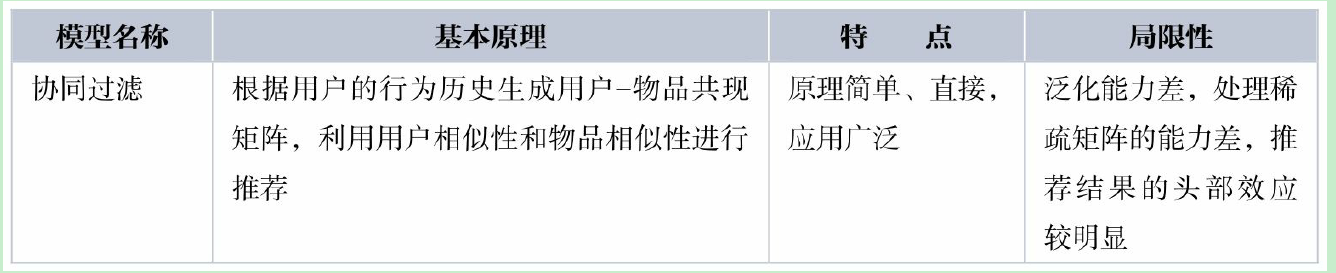 模型名称 基本原理 特 点 局限性
协同过滤
根据用户的行为历史生成用户-物品共现
矩阵，利用用户相似性和物品相似性进行
推荐
原理简单、直接，
应用广泛
泛化能力差，处理稀
疏矩阵的能力差，推
荐结果的头部效应
较明显